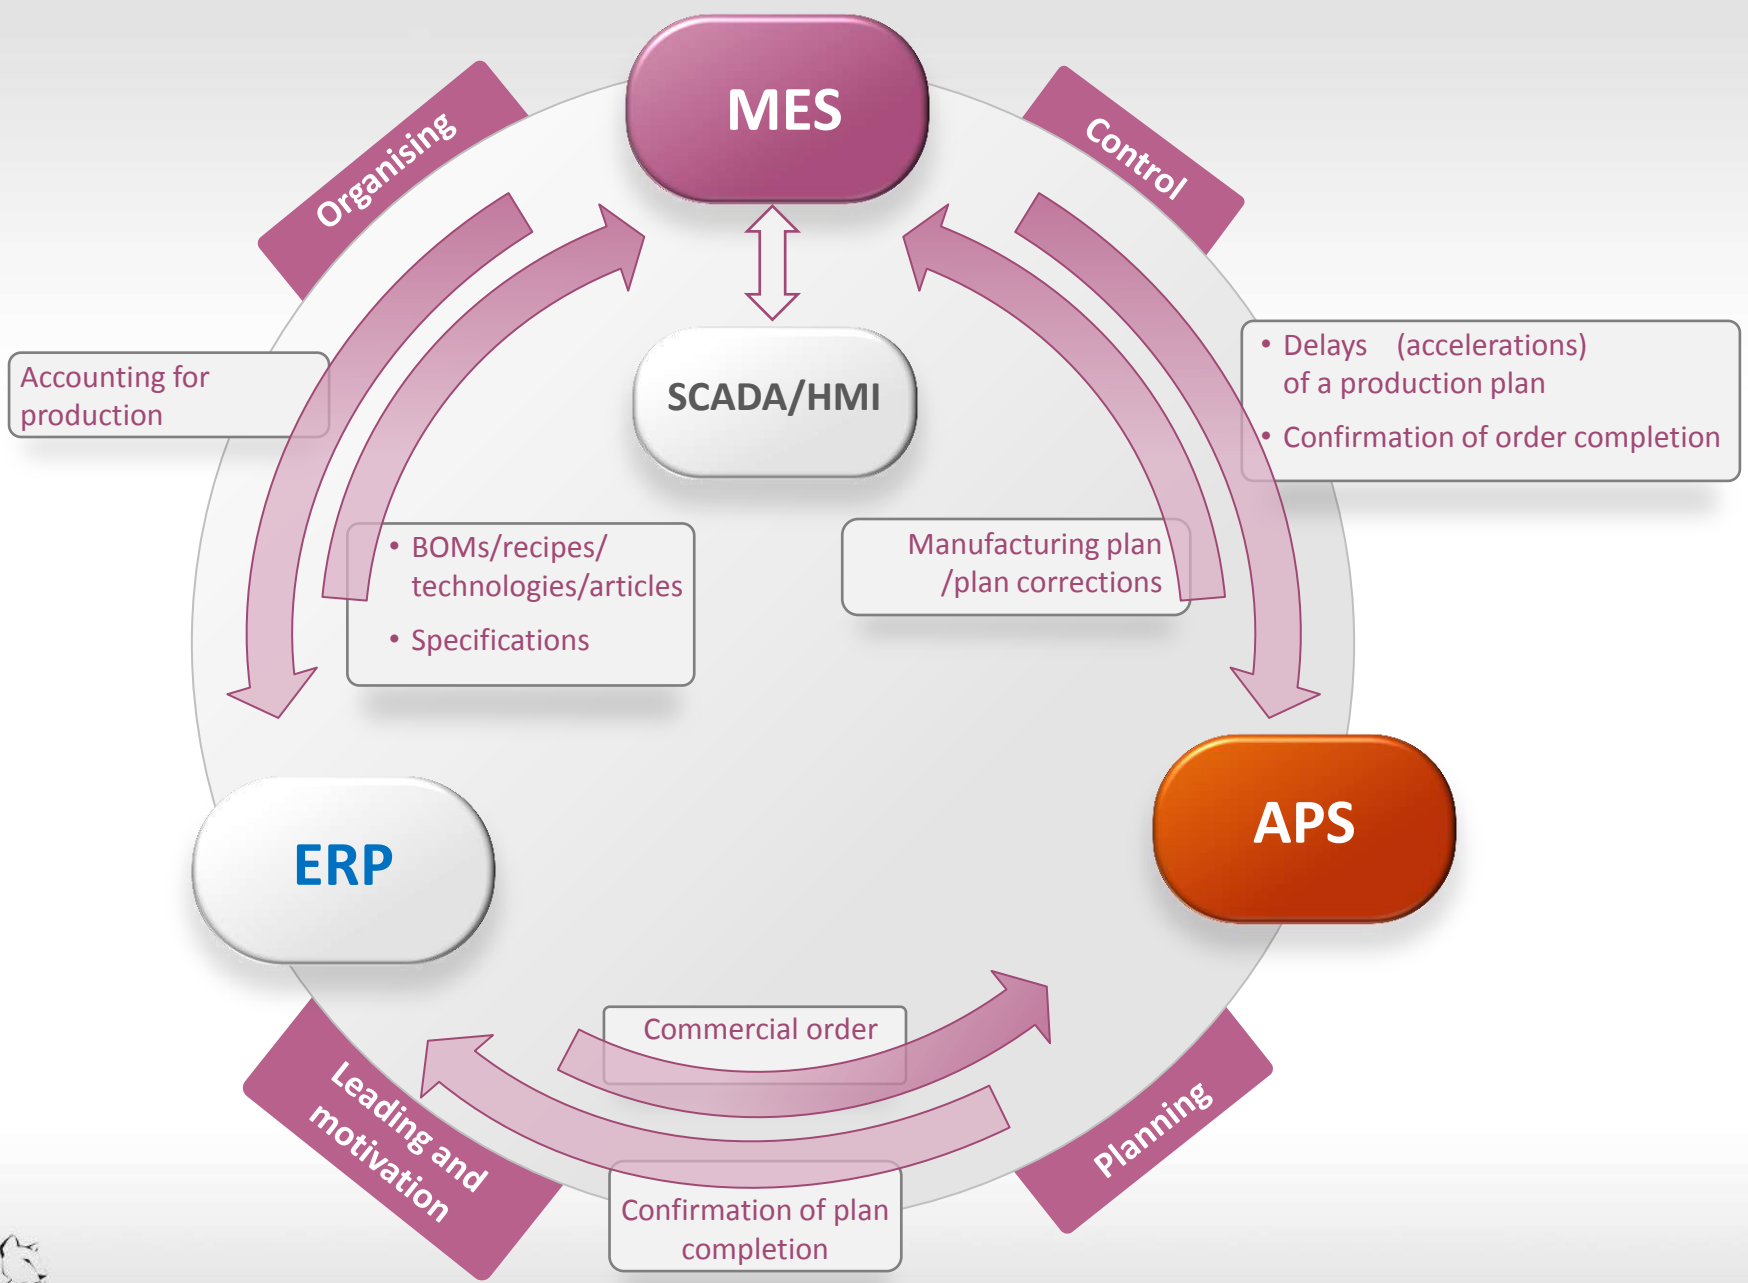 MES
Organising
Control
SCADA/HMI
Accounting for
production
• Delays (accelerations)
of a production plan
• Confirmation of order completion
• BOMs/recipes/
technologies/articles
• Specifications
Manufacturing plan
/plan corrections
ERP
APS
Commercial order
Leading and
motivation
Planning
Confirmation of plan
completion